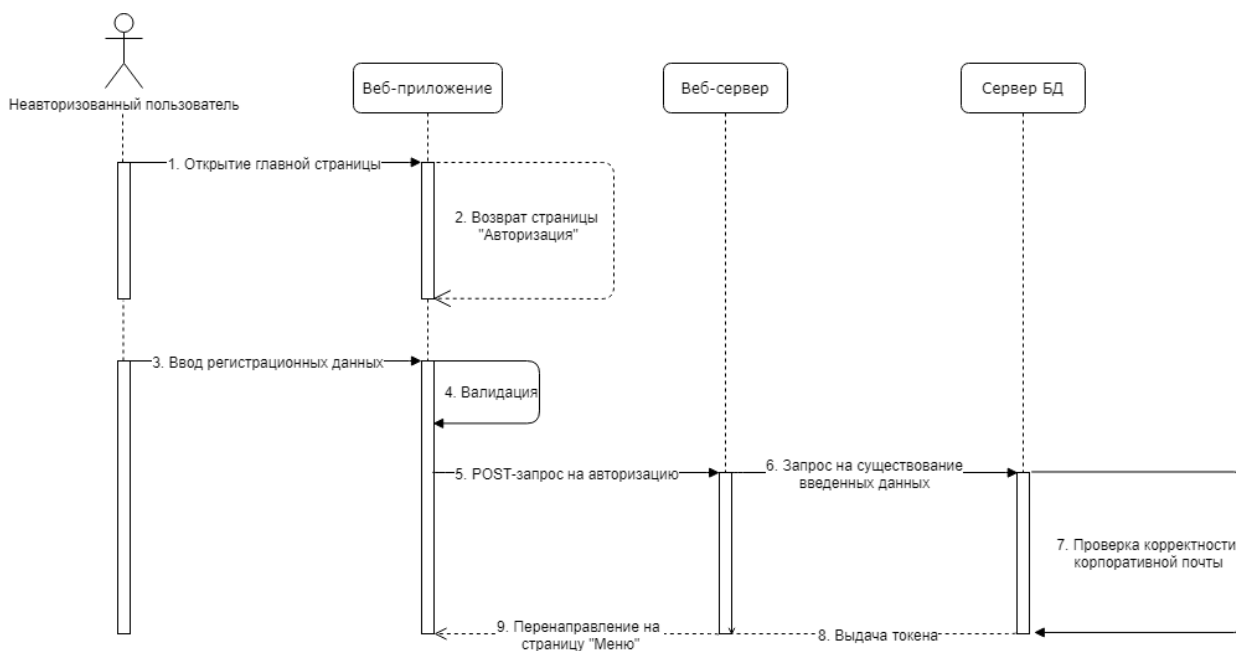 Неавторизованный пользователь
Веб-приложение
Веб-сервер
Сервер БД
1. Открытие главной страницы
2. Возврат страницы
"Авторизация"
3. Ввод регистрационных данных
4. Валидация
5. POST-запрос на авторизацию
6. Запрос на существование
введенных данных
7. Проверка корректности
корпоративной почты
8. Выдача токена
9. Перенаправление на
страницу "Меню"